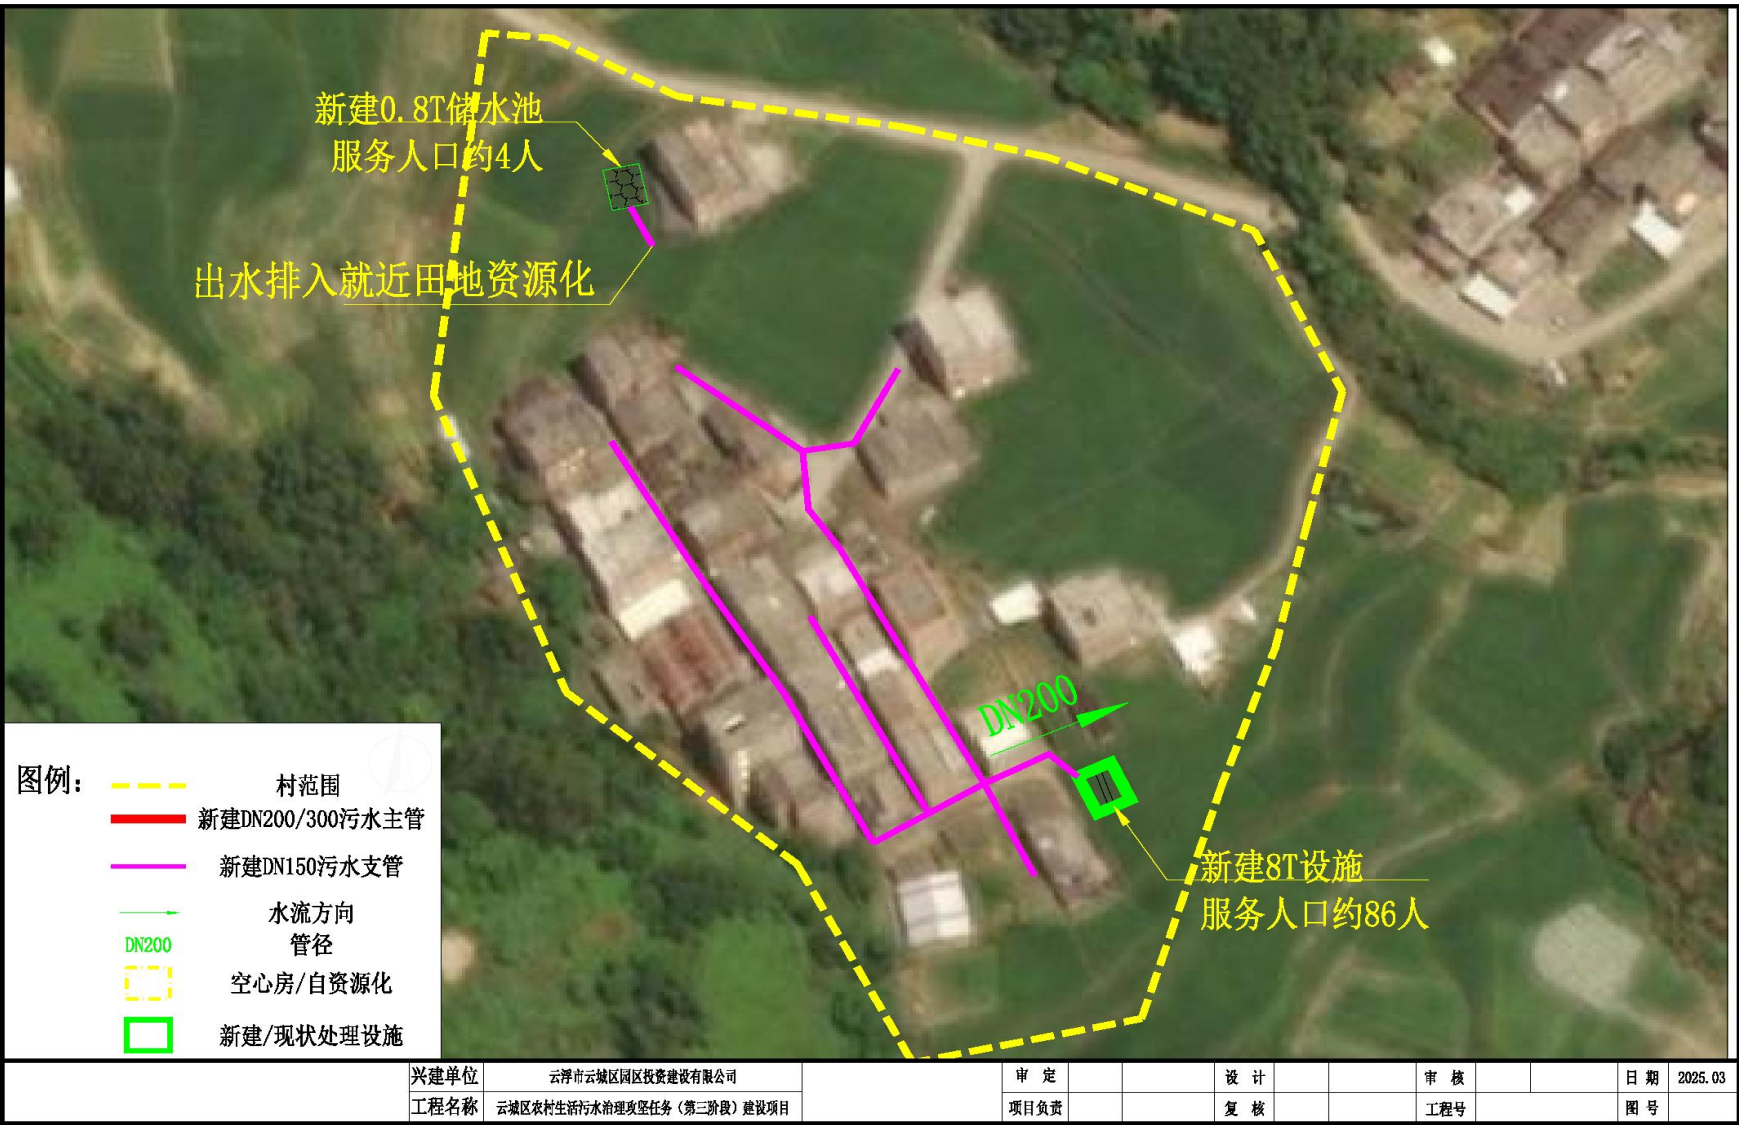 新建0.8T储水池
服务人口约4人
出水排入就近田地资源化
DN200
新建8T设施
服务人口约86人
图例：
村范围
新建DN200/300污水主管
新建DN150污水支管
水流方向
DN200 管径
空心房/自资源化
新建/现状处理设施
兴建单位 云浮市云城区园区投资建设有限公司 审 定 设 计 审 核 日 期 2025.03
工程名称 云城区农村生活污水治理攻坚任务（第三阶段）建设项目 项目负责 复 核 工程号 图 号